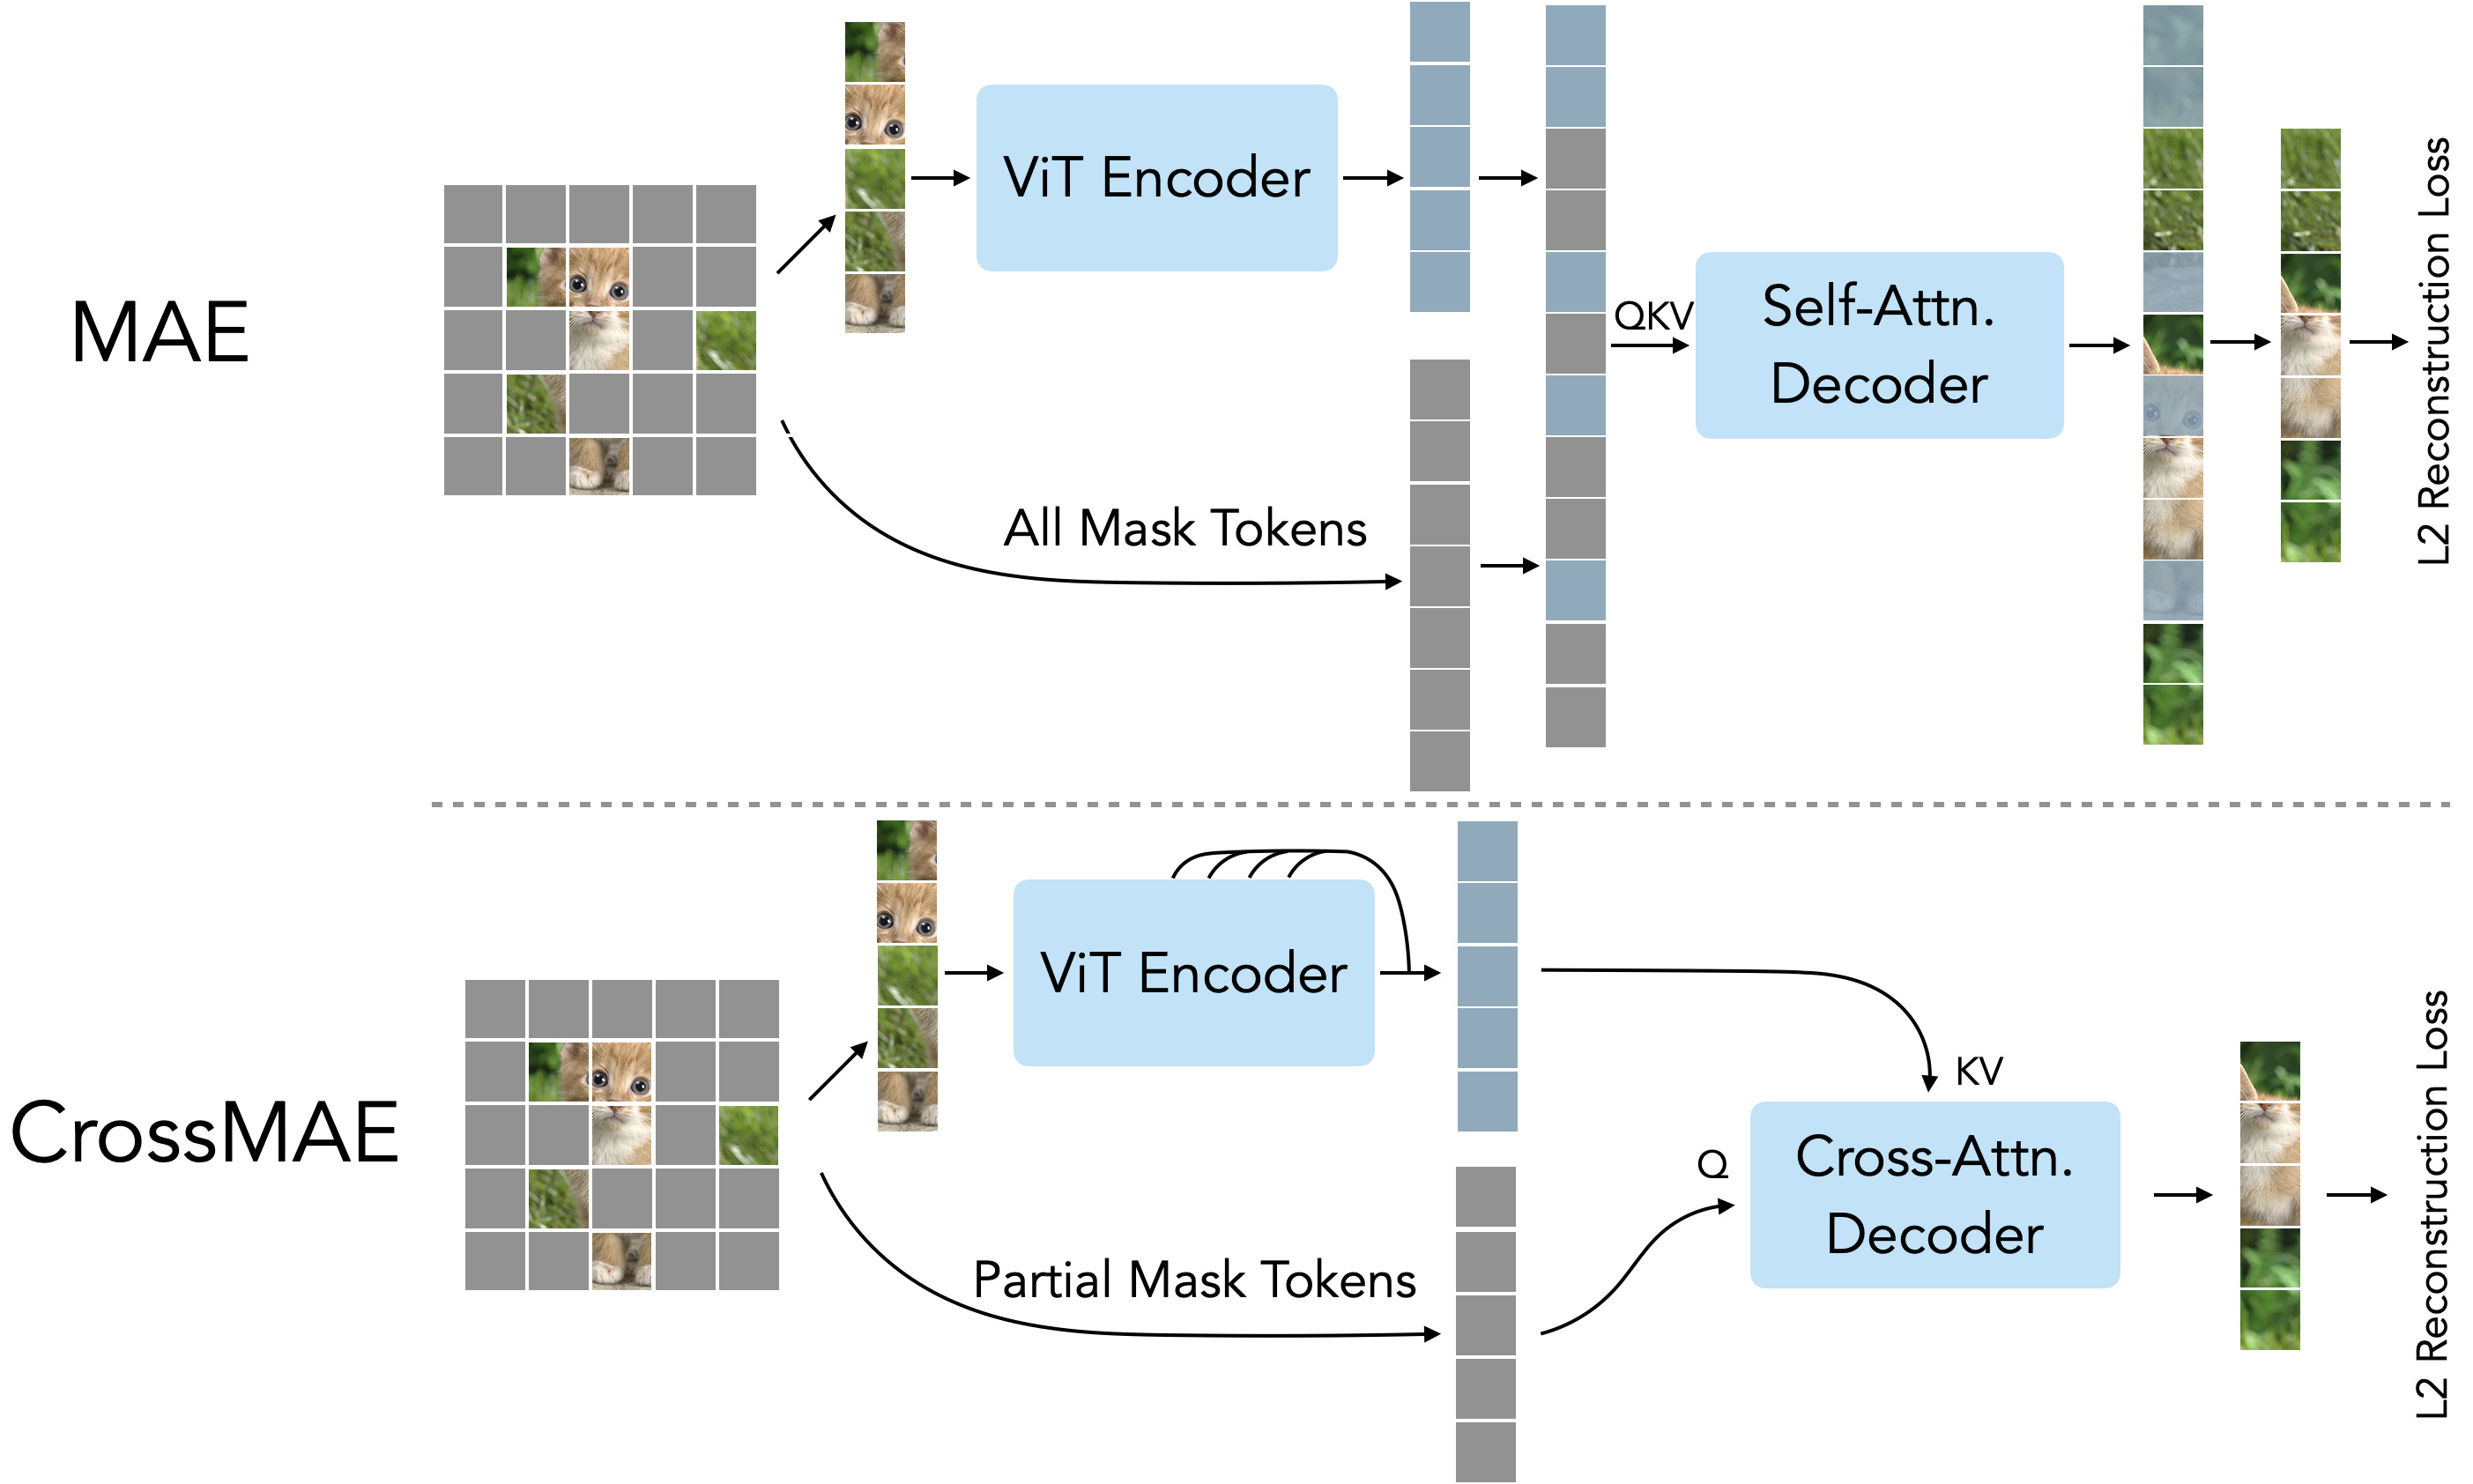 MAE
ViT Encoder
All Mask Tokens
QKV
Self-Attn.
Decoder
L2 Reconstruction Loss
CrossMAE
ViT Encoder
Partial Mask Tokens
KV
Q
Cross-Attn.
Decoder
L2 Reconstruction Loss